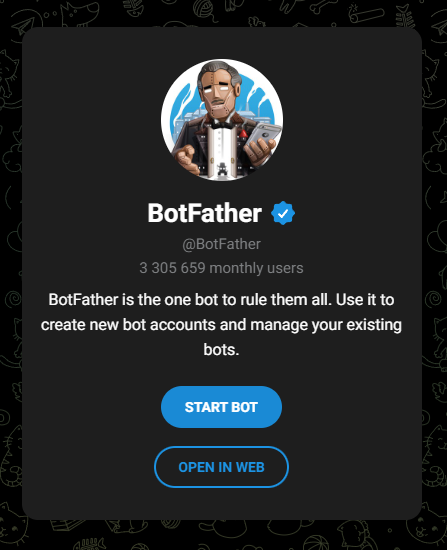 BotFather
@BotFather
3 305 659 monthly users
BotFather is the one bot to rule them all. Use it to
create new bot accounts and manage your existing
bots.
START BOT
OPEN IN WEB